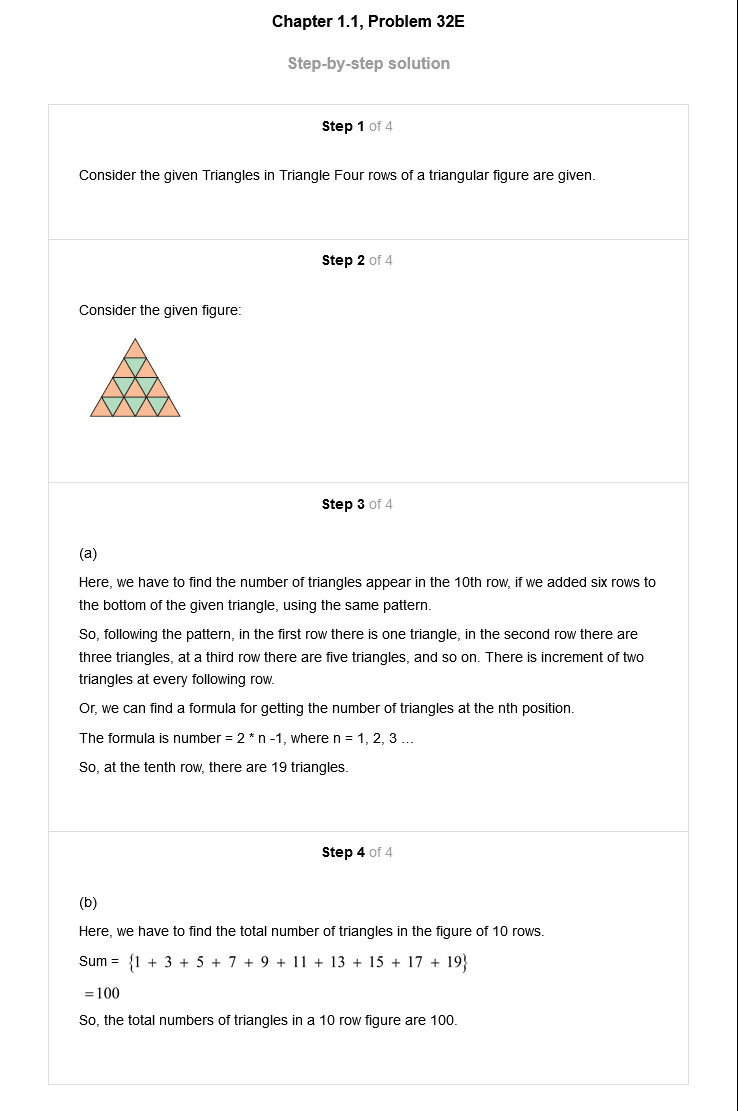 Chapter 1.1, Problem 32E
Step-by-step solution
Step 1 of 4
Consider the given Triangles in Triangle Four rows of a triangular figure are given.
Step 2 of 4
Consider the given figure:
Step 3 of 4
(a)
Here, we have to find the number of triangles appear in the 10th row, if we added six rows to
the bottom of the given triangle, using the same pattern.
So, following the pattern, in the first row there is one triangle, in the second row there are
three triangles, at a third row there are five triangles, and so on. There is increment of two
triangles at every following row.
Or, we can find a formula for getting the number of triangles at the nth position.
The formula is number = 2 * n -1, where n = 1, 2, 3 ...
So, at the tenth row, there are 19 triangles.
Step 4 of 4
(b)
Here, we have to find the total number of triangles in the figure of 10 rows.
Sum = {1 + 3 + 5 + 7 + 9 + 11 + 13 + 15 + 17 + 19}
= 100
So, the total numbers of triangles in a 10 row figure are 100.